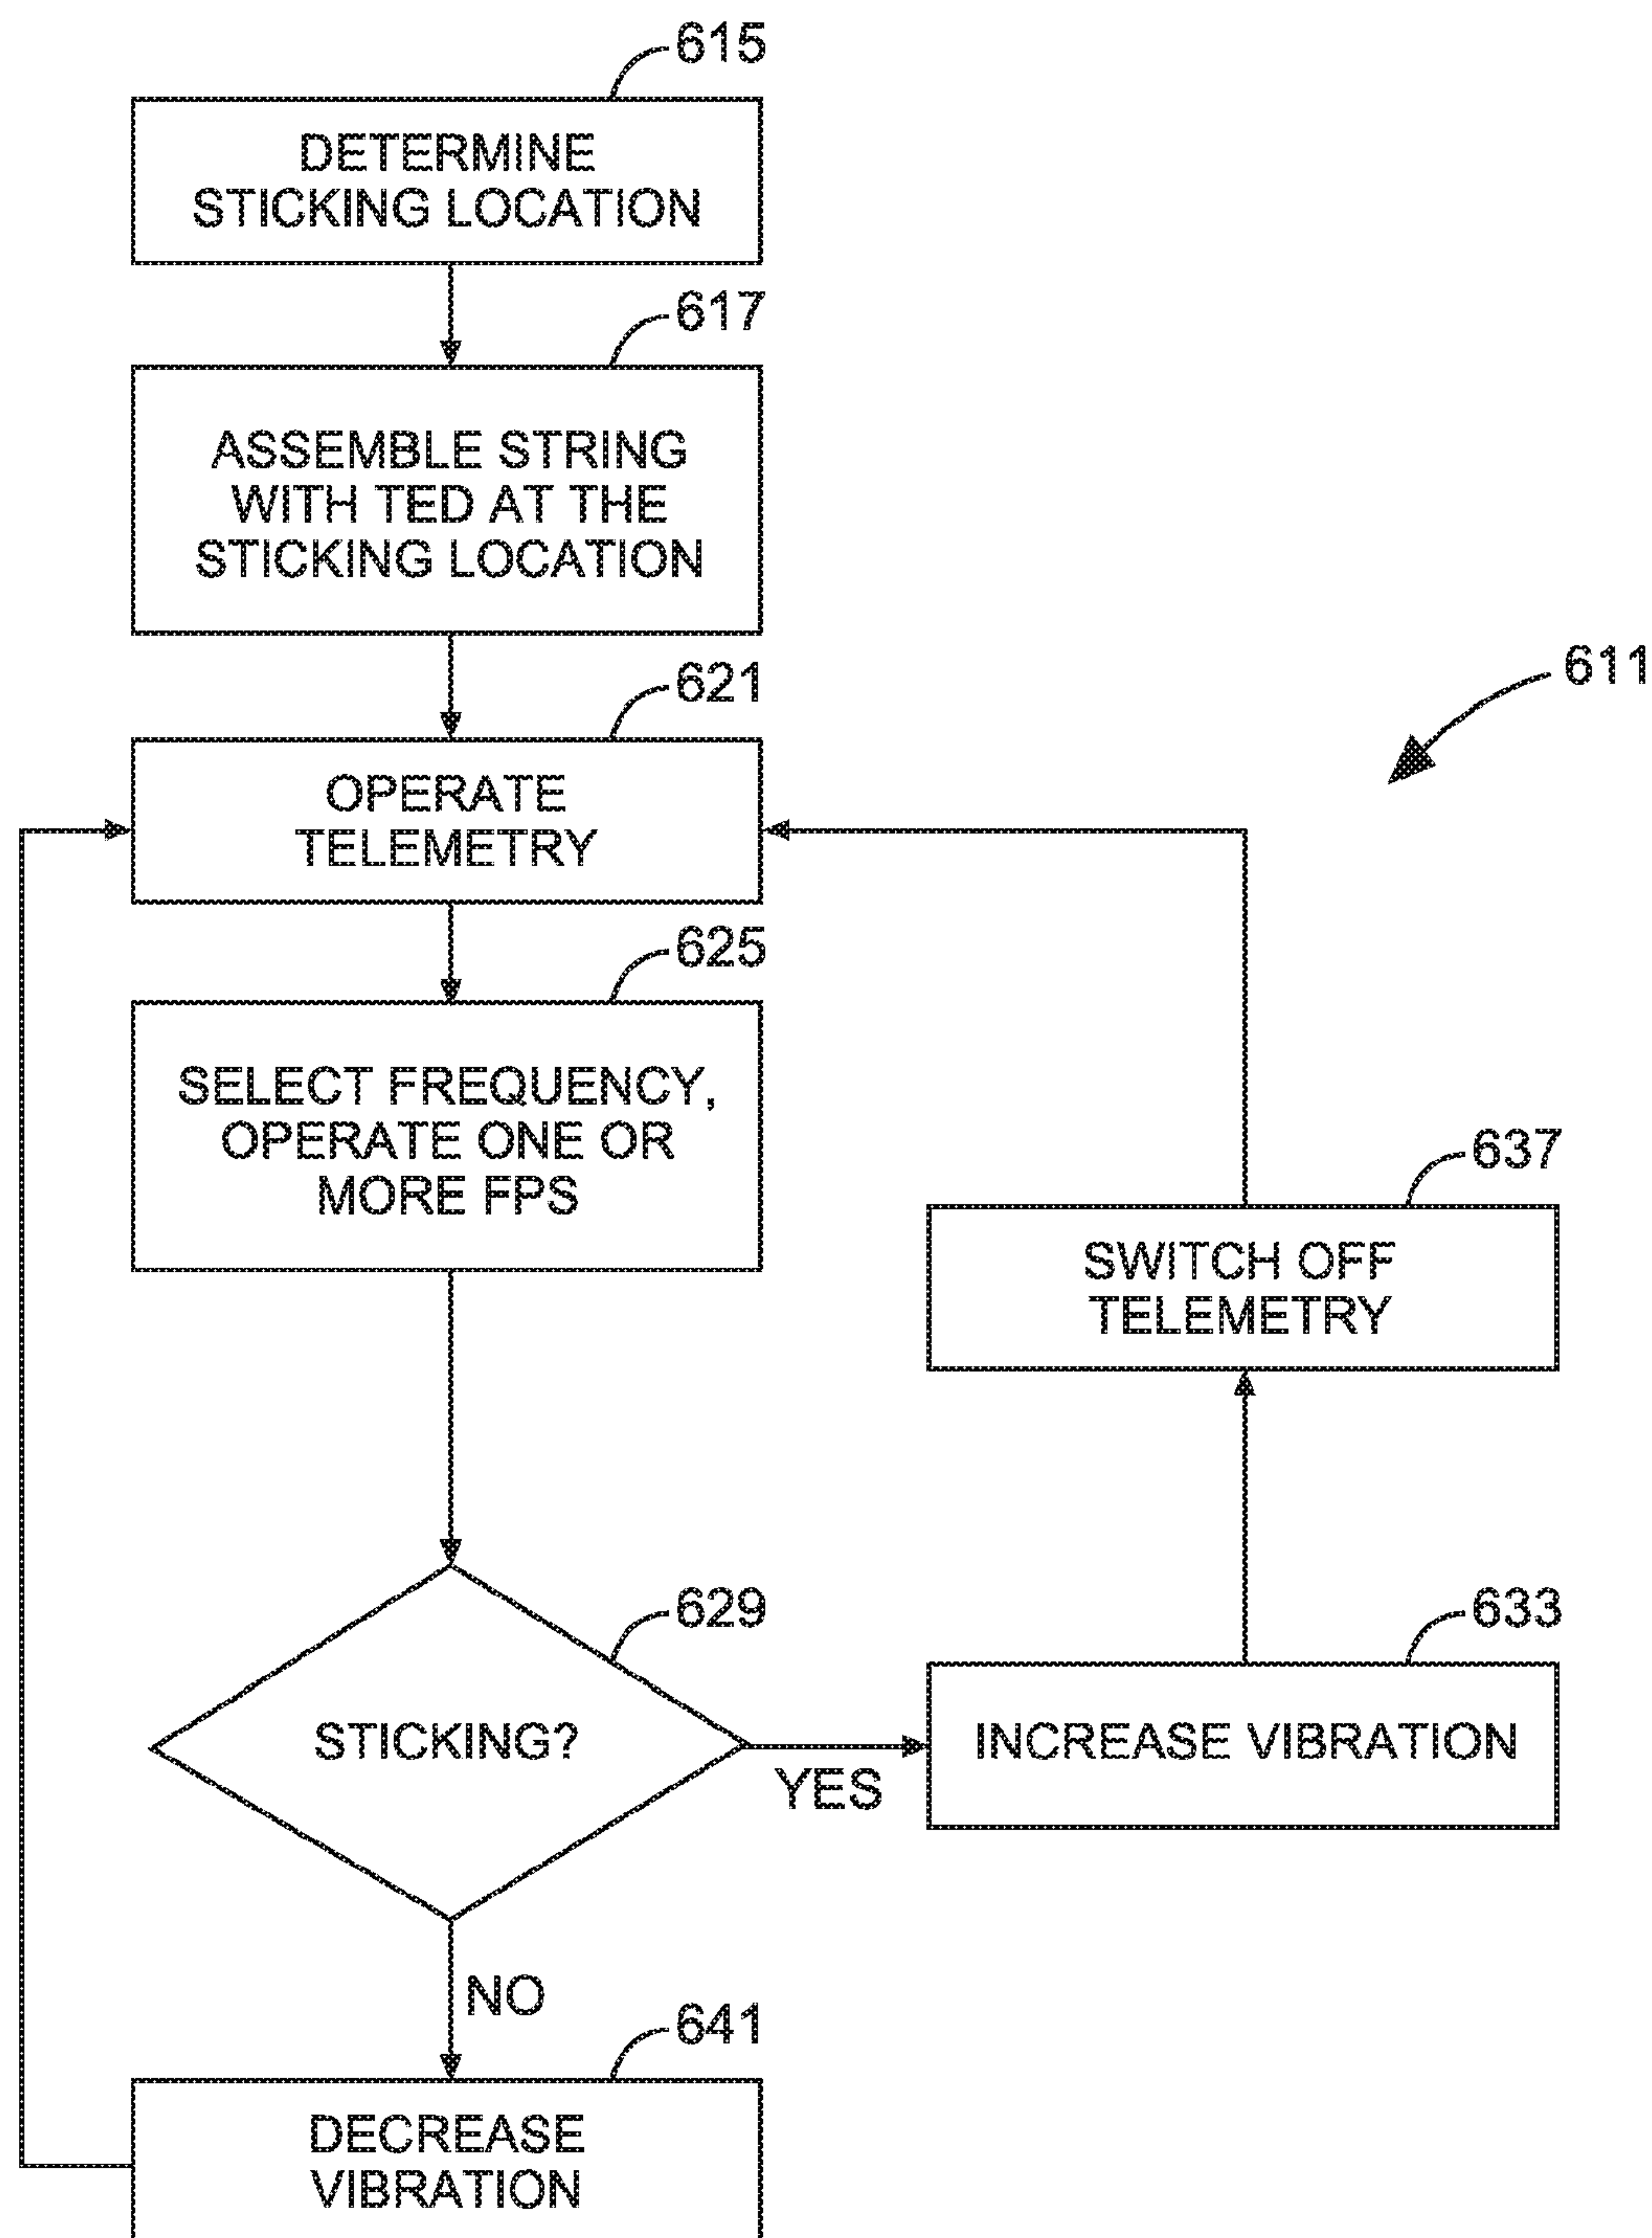 615
DETERMINE
STICKING LOCATION
617
ASSEMBLE STRING
WITH TED AT THE
STICKING LOCATION
621
611
OPERATE
TELEMETRY
625
SELECT FREQUENCY,
OPERATE ONE OR
MORE FPS
637
SWITCH OFF
TELEMETRY
629
633
STICKING?
YES
INCREASE VIBRATION
NO
641
DECREASE
VIBRATION